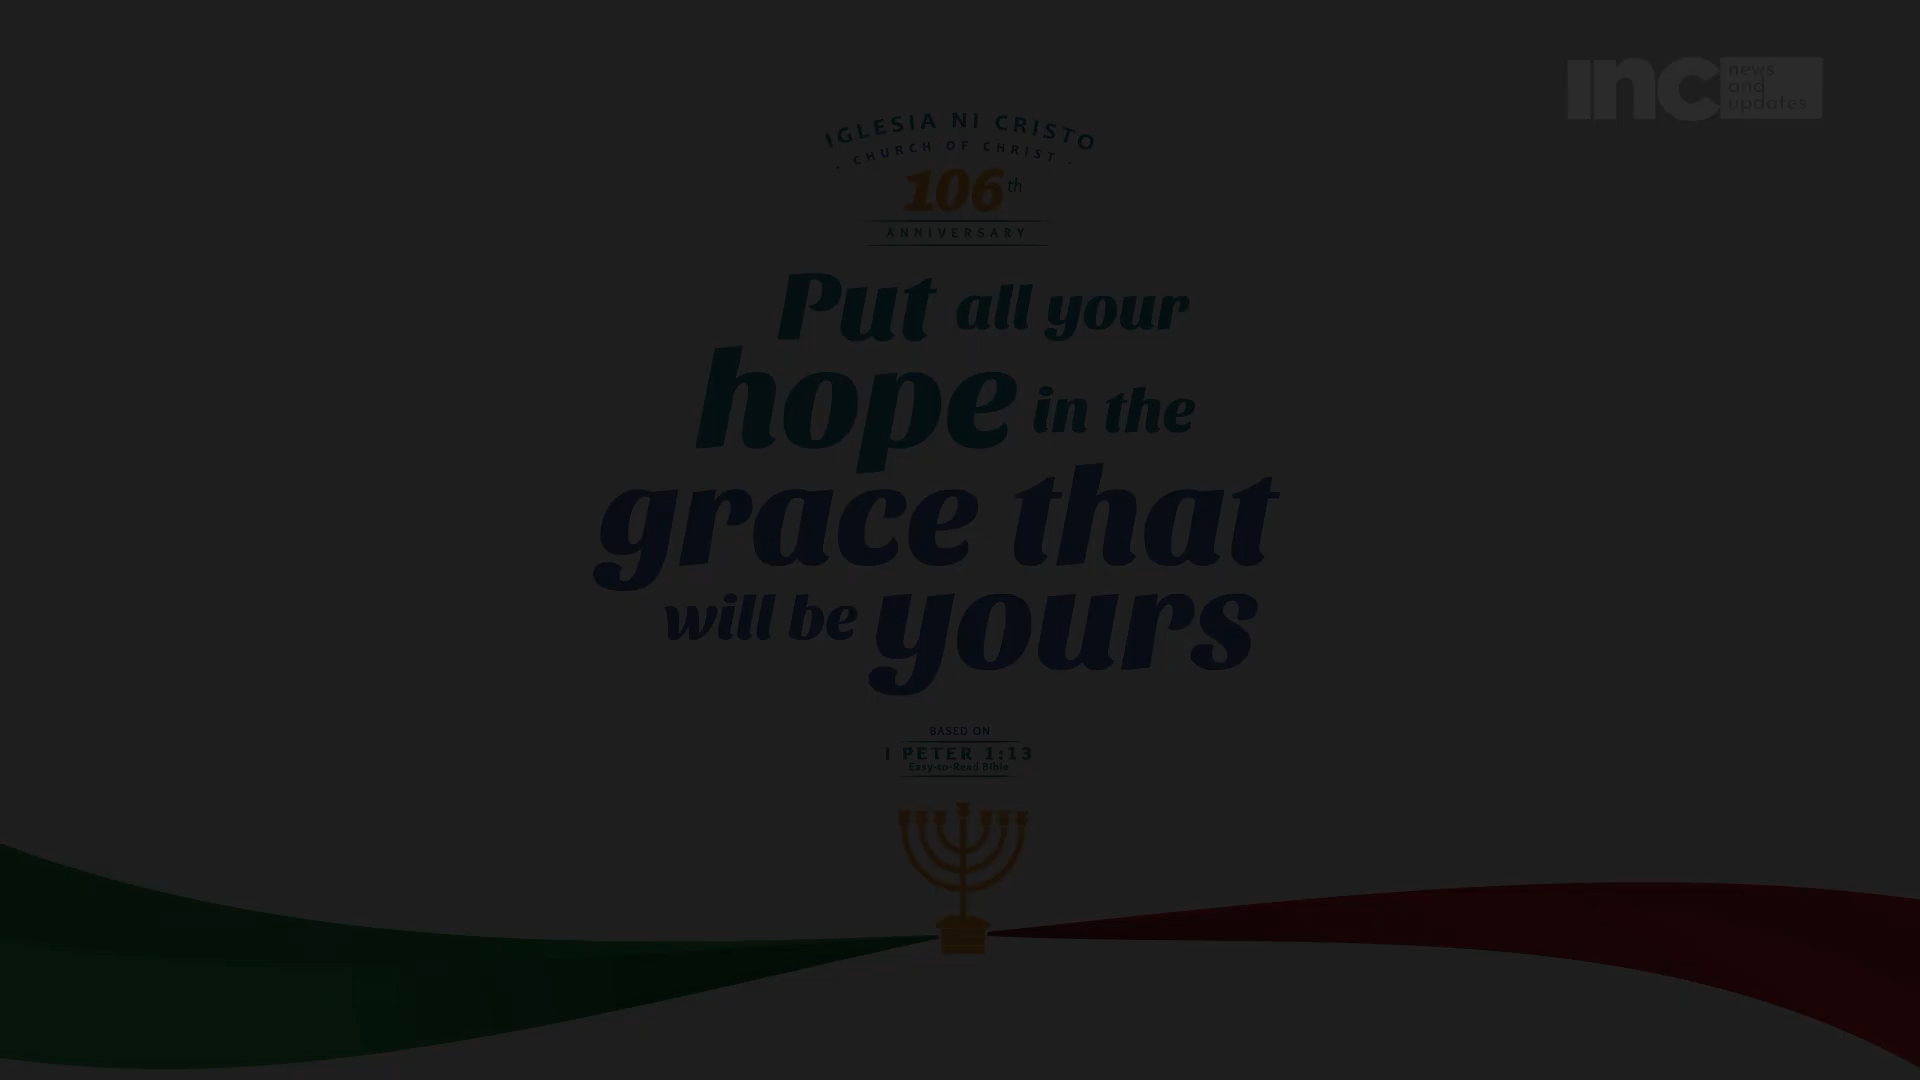 inc news
and
updates
IGLESIA NI CRISTO
· CHURCH OF CHRIST ·
106th
ANNIVERSARY
Put all your
hope in the
grace that
will be yours
BASED ON
I PETER 1:13
Easy-to-Read Bible